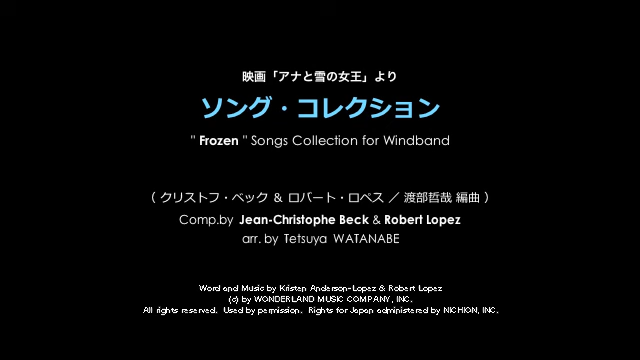 映画「アナと雪の女王」より
ソング・コレクション
" Frozen " Songs Collection for Windband
( クリストフ・ベック & ロバート・ロペス ／ 渡部哲哉 編曲 )
Comp.by Jean-Christophe Beck & Robert Lopez
arr. by Tetsuya WATANABE
Word and Music by Kristen Anderson-Lopez & Robert Lopez
(c) by WONDERLAND MUSIC COMPANY, INC.
All rights reserved. Used by permission. Rights for Japan administered by NICHION, INC.